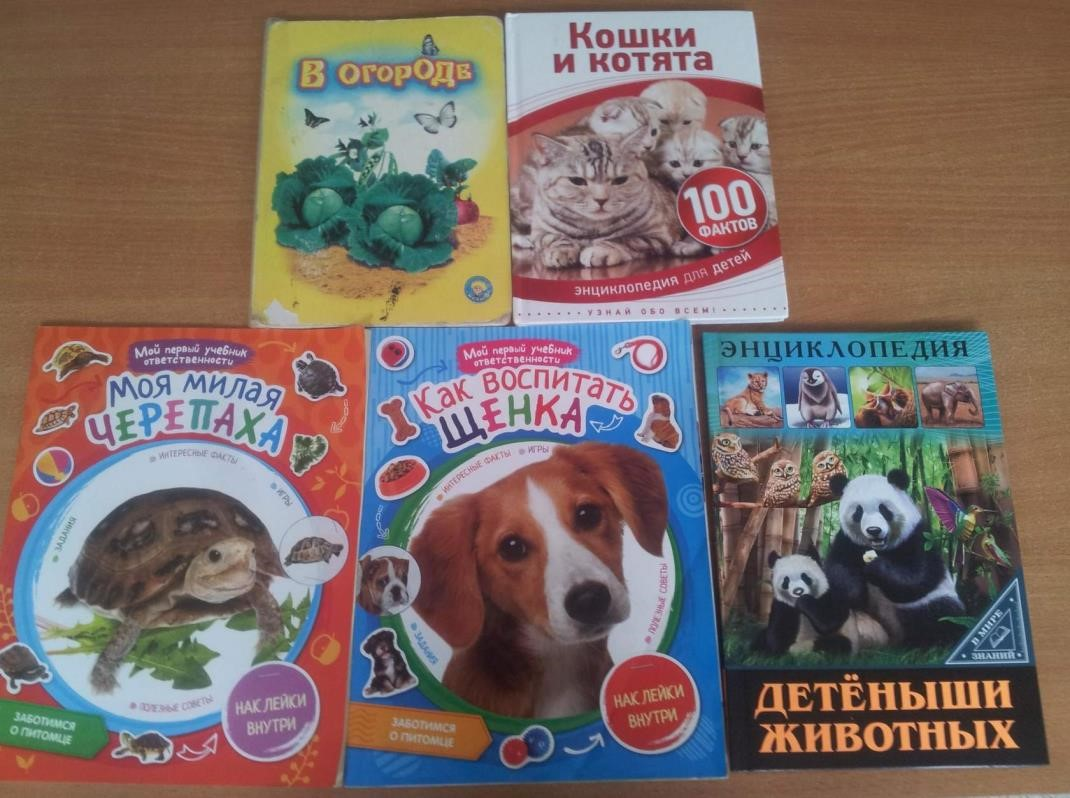 В ОГОРОДЕ
Кошки
и котята
100
ФАКТОВ
энциклопедия для детей
УЗНАЙ ОБО ВСЕМ!
Мой первый учебник
ответственности
Моя милая
ЧЕРЕПАХА
ИНТЕРЕСНЫЕ ФАКТЫ
ИГРЫ
ЗАДАНИЯ
ПОЛЕЗНЫЕ СОВЕТЫ
НАКЛЕЙКИ
ВНУТРИ
ЗАБОТИМСЯ
О ПИТОМЦЕ
Мой первый учебник
ответственности
Как воспитать
ЩЕНКА
ИНТЕРЕСНЫЕ ФАКТЫ
ИГРЫ
ЗАДАНИЯ
ПОЛЕЗНЫЕ СОВЕТЫ
НАКЛЕЙКИ
ВНУТРИ
ЗАБОТИМСЯ
О ПИТОМЦЕ
ЭНЦИКЛОПЕДИЯ
В МИРЕ
ЗНАНИЙ
ДЕТЁНЫШИ
ЖИВОТНЫХ